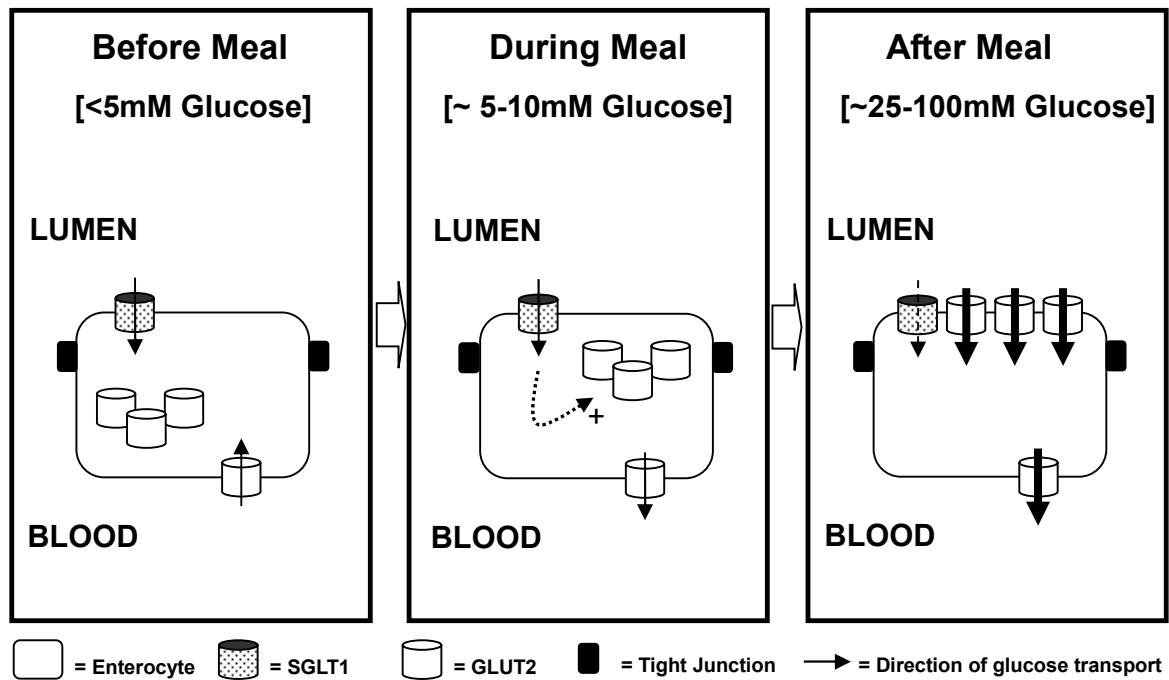 Before Meal
[<5mM Glucose]
LUMEN
BLOOD
During Meal
[~ 5-10mM Glucose]
LUMEN
+
BLOOD
After Meal
[~25-100mM Glucose]
LUMEN
BLOOD
= Enterocyte
= SGLT1
= GLUT2
= Tight Junction
= Direction of glucose transport